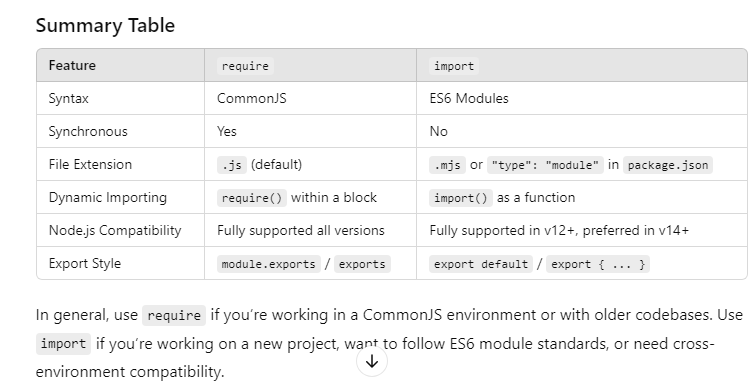 Summary Table
Feature require import
Syntax CommonJS ES6 Modules
Synchronous Yes No
File Extension .js (default) .mjs or "type": "module" in package.json
Dynamic Importing require() within a block import() as a function
Node.js Compatibility Fully supported all versions Fully supported in v12+, preferred in v14+
Export Style module.exports / exports export default / export { ... }
In general, use require if you're working in a CommonJS environment or with older codebases. Use
import if you're working on a new project, want to follow ES6 module standards, or need cross-
environment compatibility.